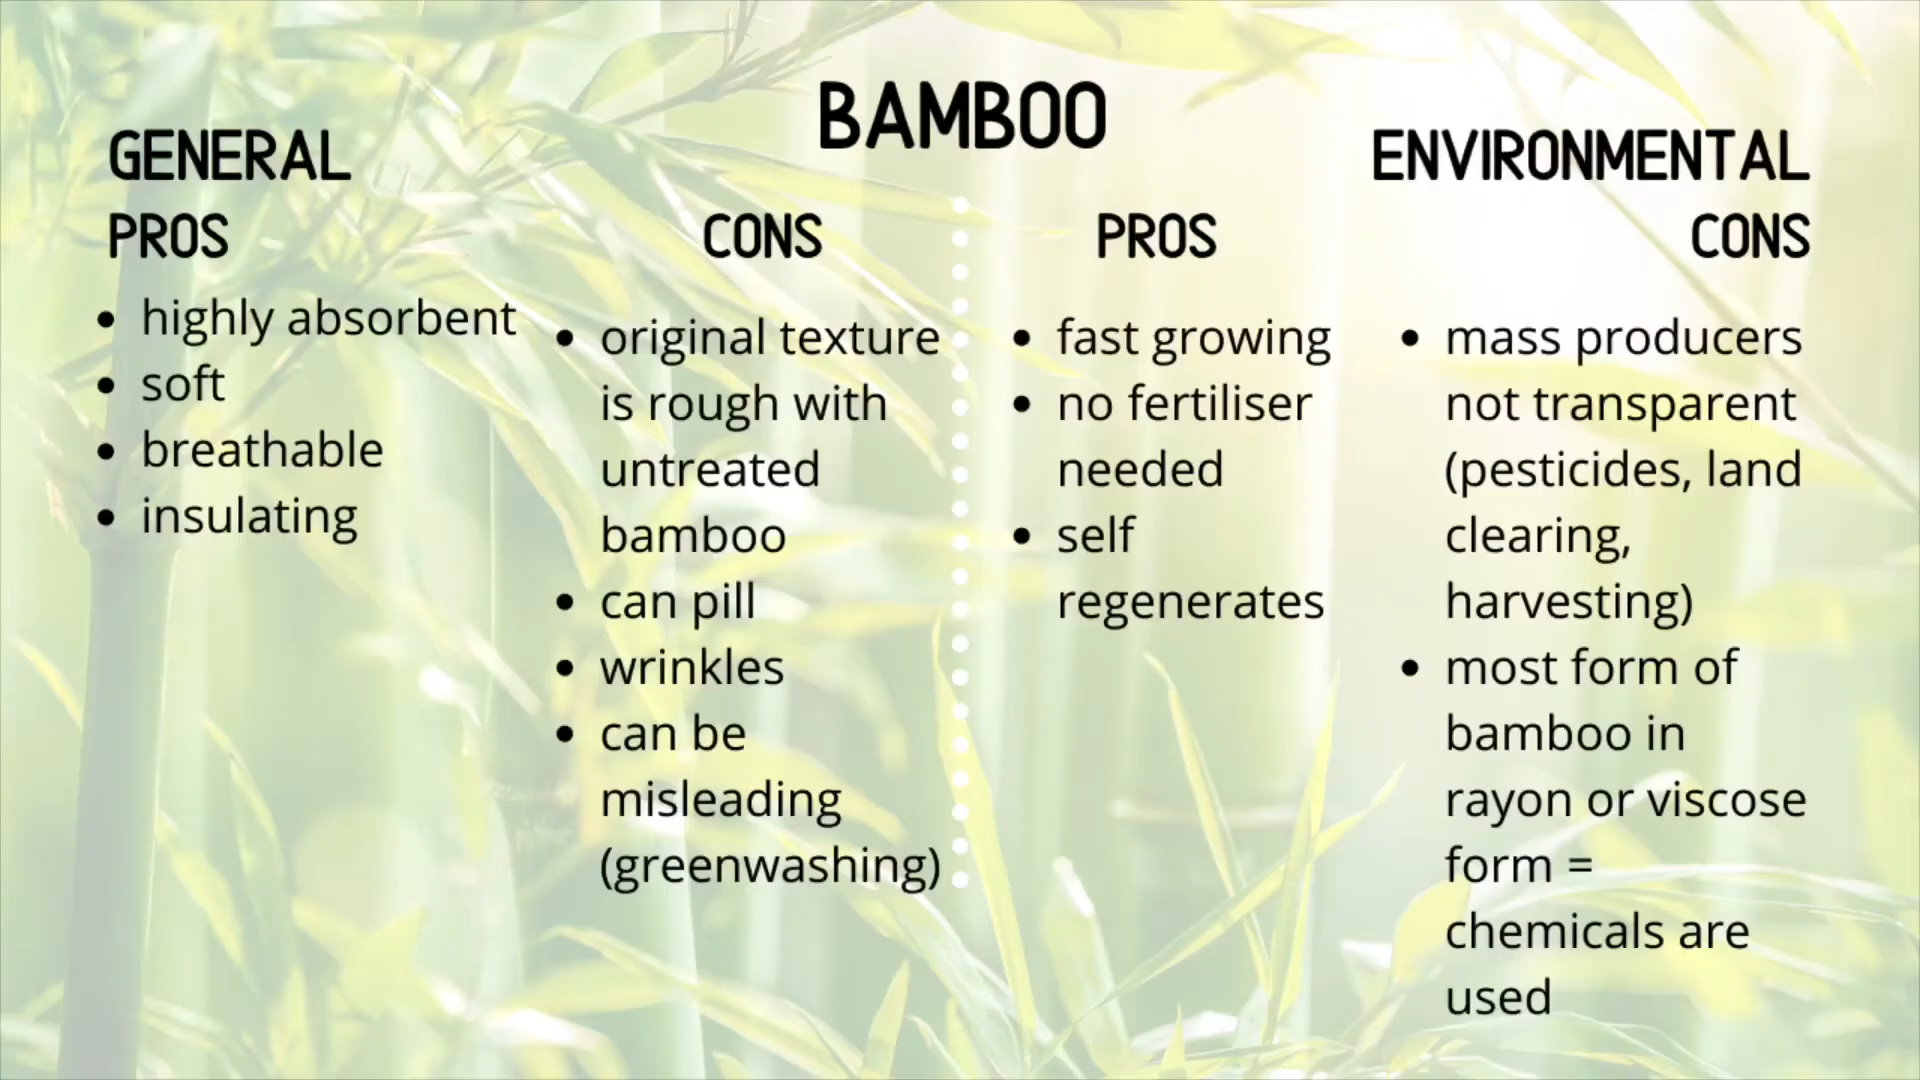 BAMBOO
GENERAL
PROS
highly absorbent
soft
breathable
insulating
CONS
original texture
is rough with
untreated
bamboo
can pill
wrinkles
can be
misleading
(greenwashing)
ENVIRONMENTAL
PROS
fast growing
no fertiliser
needed
self
regenerates
CONS
mass producers
not transparent
(pesticides, land
clearing,
harvesting)
most form of
bamboo in
rayon or viscose
form =
chemicals are
used